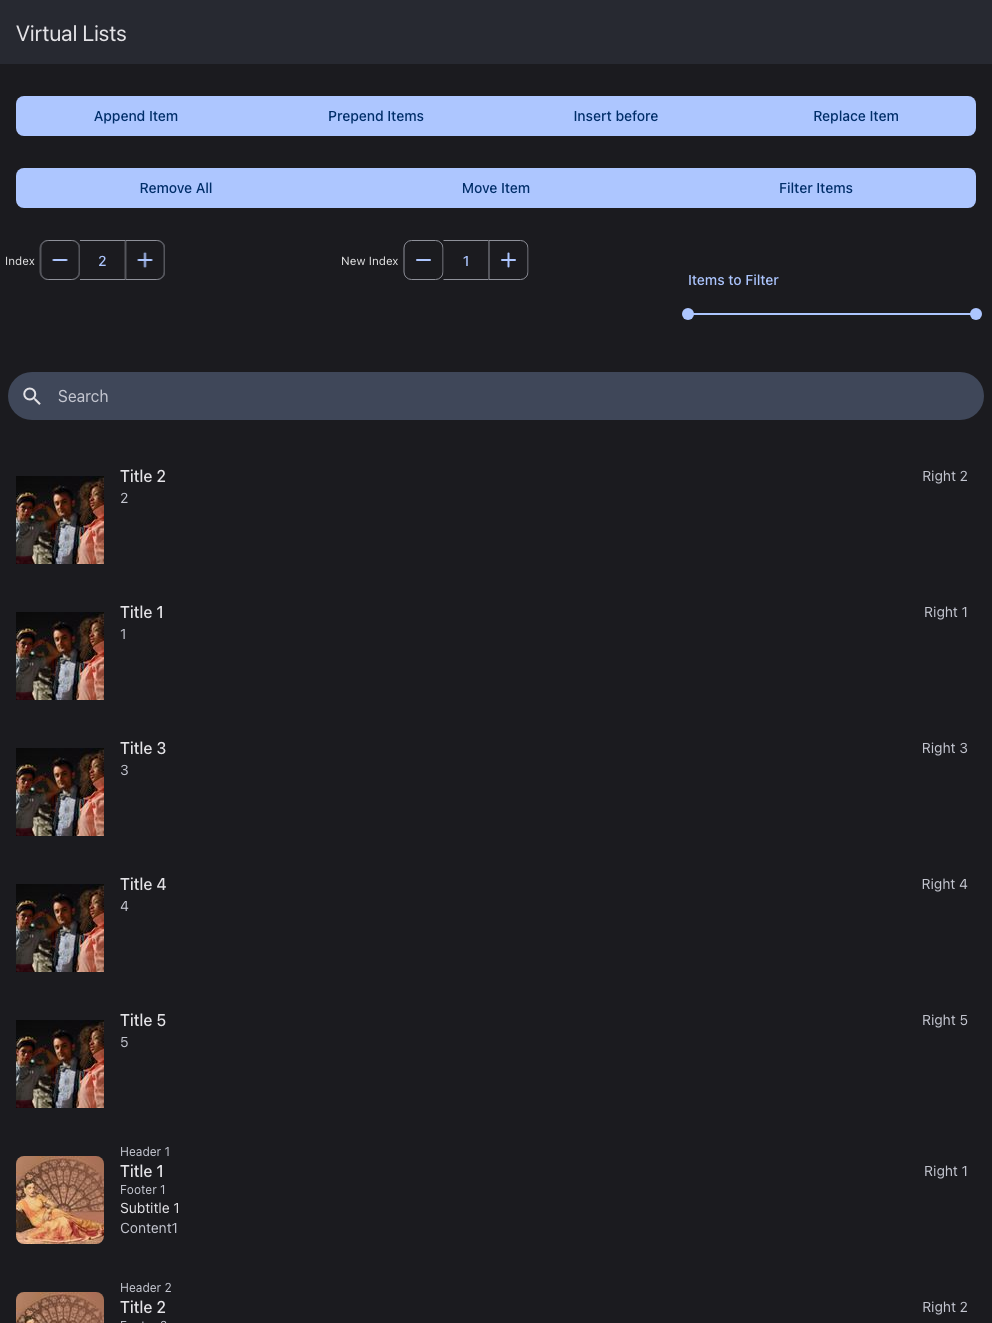 Virtual Lists
Append Item Prepend Items Insert before Replace Item
Remove All Move Item Filter Items
Index 2 New Index 1
Items to Filter
Search
Title 2 Right 2
2
Title 1 Right 1
1
Title 3 Right 3
3
Title 4 Right 4
4
Title 5 Right 5
5
Header 1
Title 1 Right 1
Footer 1
Subtitle 1
Content1
Header 2
Title 2 Right 2